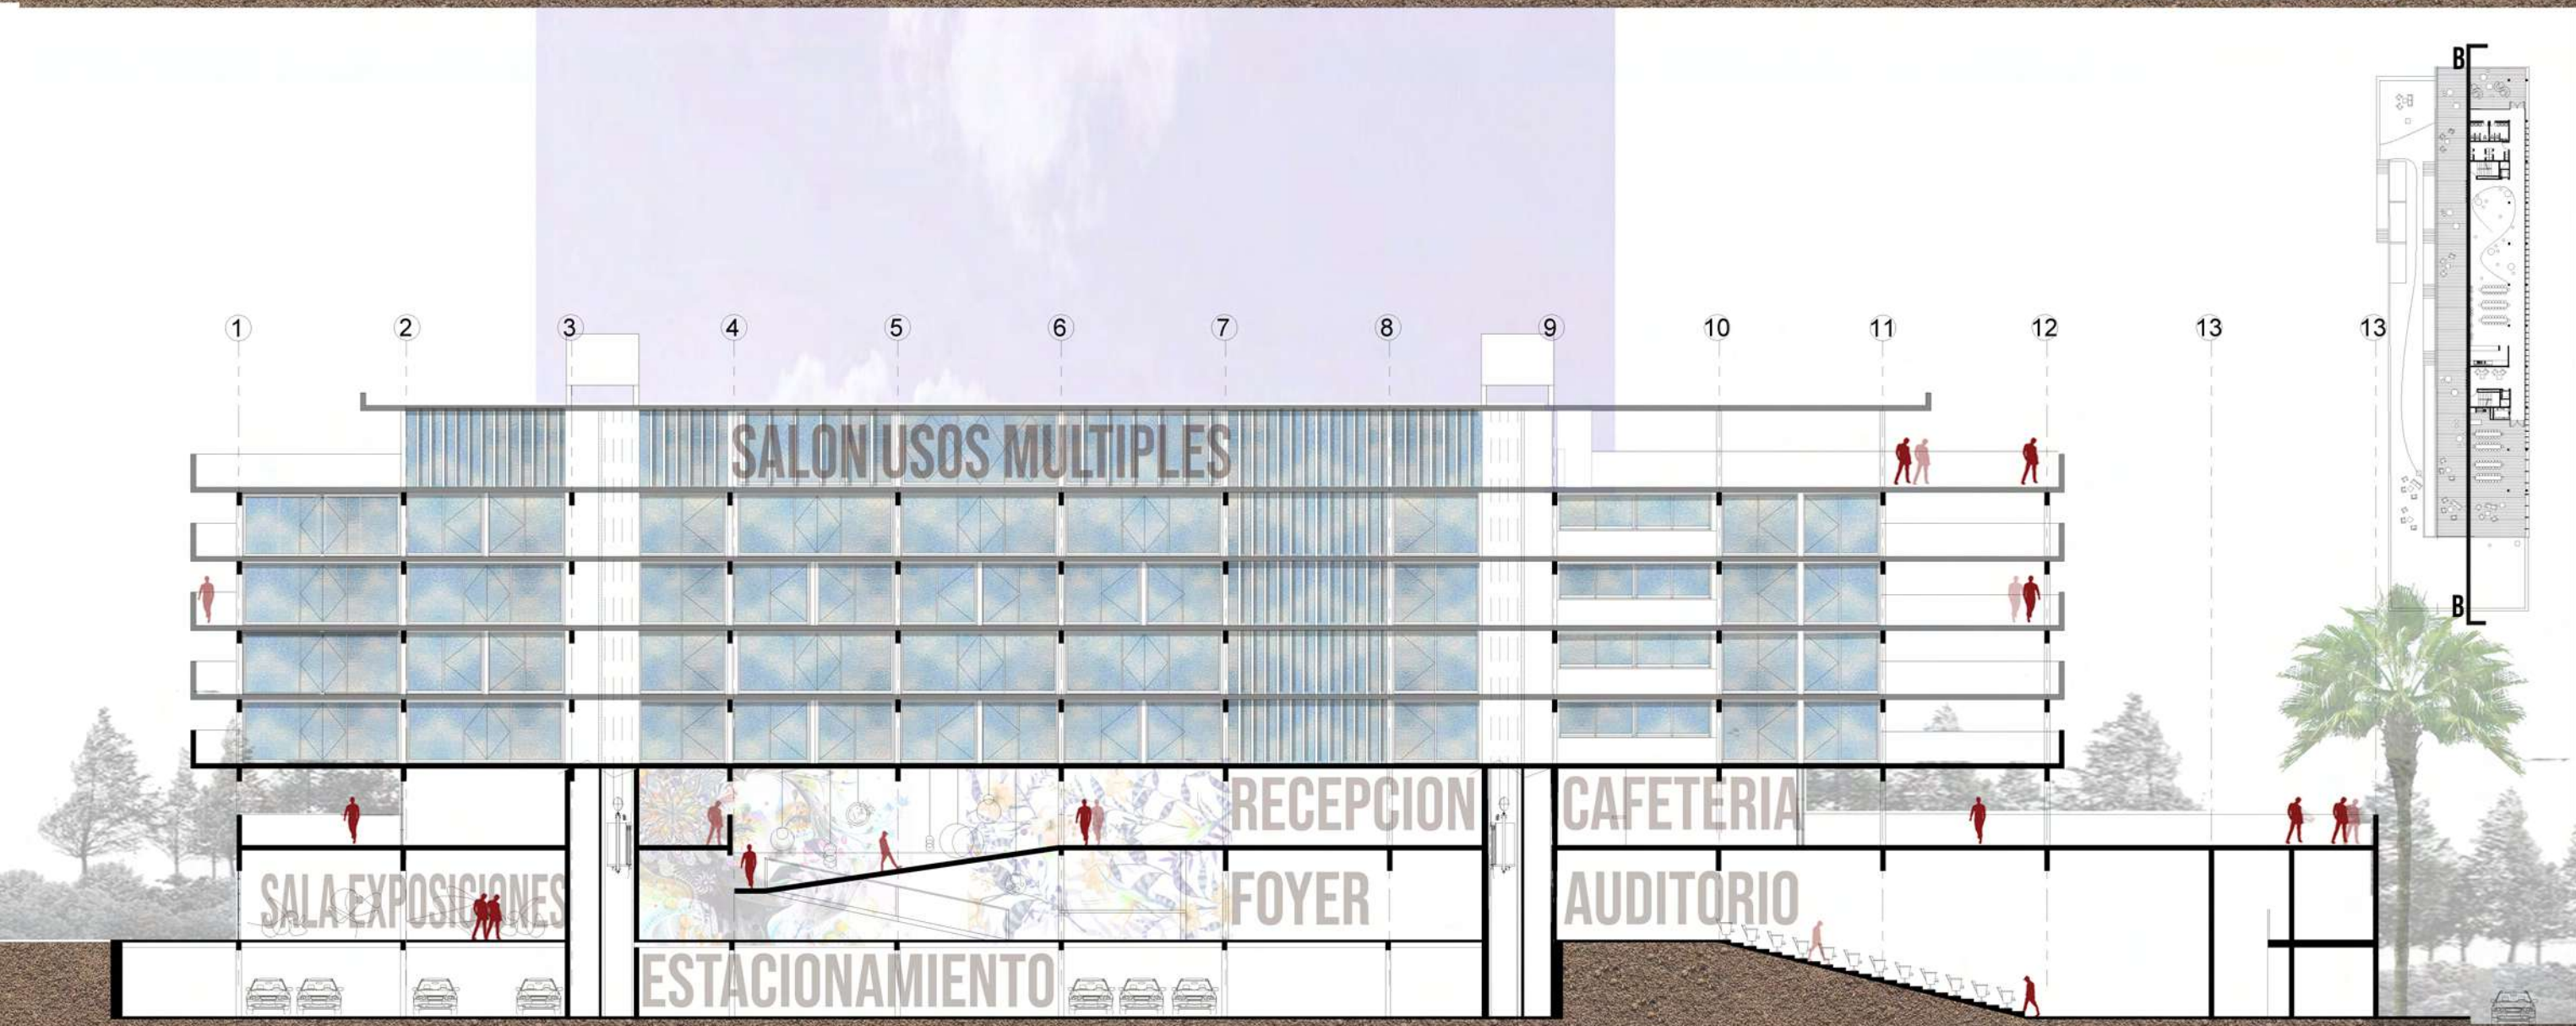 B
1 2 3 4 5 6 7 8 9 10 11 12 13 13
SALON USOS MULTIPLES
B
RECEPCION CAFETERIA
SALA EXPOSICIONES FOYER AUDITORIO
ESTACIONAMIENTO